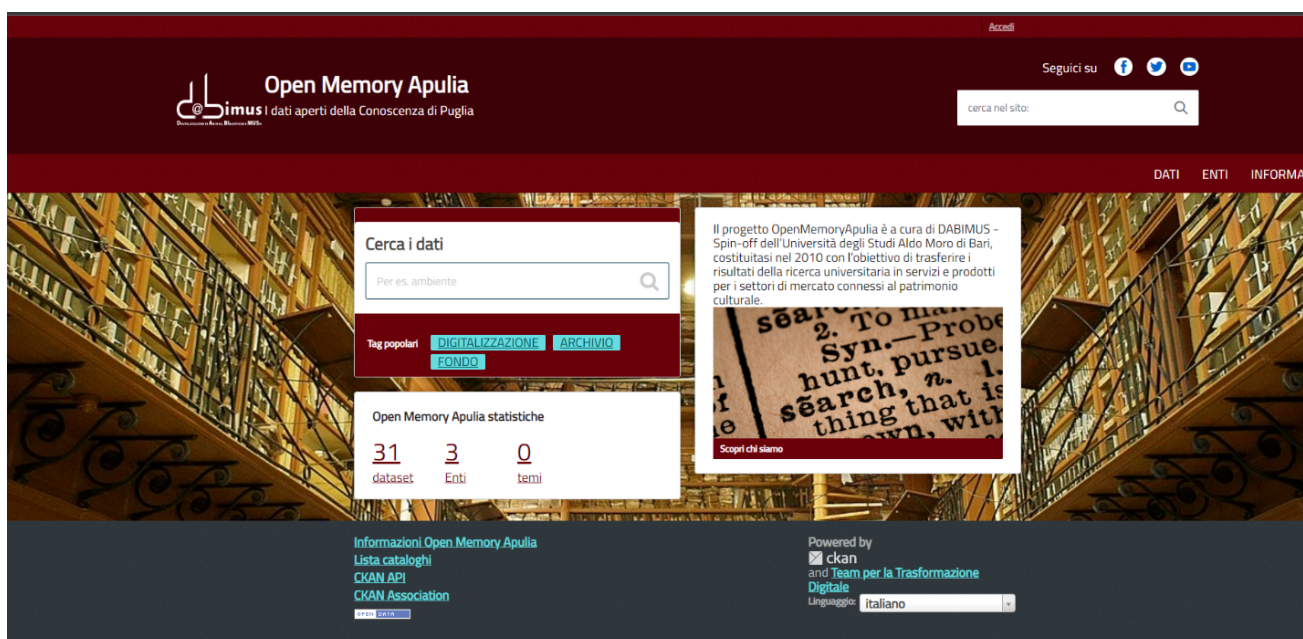 Accedi
Seguici su
Open Memory Apulia
I dati aperti della Conoscenza di Puglia
d@bimus
cerca nel sito:
DATI ENTI INFORMA
Cerca i dati
Per es. ambiente
Tag popolari DIGITALIZZAZIONE ARCHIVIO
FONDO
Open Memory Apulia statistiche
31 3 0
dataset Enti temi
Il progetto OpenMemoryApulia è a cura di DABIMUS -
Spin-off dell'Università degli Studi Aldo Moro di Bari,
costituitasi nel 2010 con l'obiettivo di trasferire i
risultati della ricerca universitaria in servizi e prodotti
per i settori di mercato connessi al patrimonio
culturale.
sēar
2. To
Syn.—Probe
hunt, pursue.
sēarch, n. 1.
thing that is
own, with
Scopri chi siamo
Informazioni Open Memory Apulia
Lista cataloghi
CKAN API
CKAN Association
OPEN DATA
Powered by
ckan
and Team per la Trasformazione
Digitale
Linguaggio: italiano